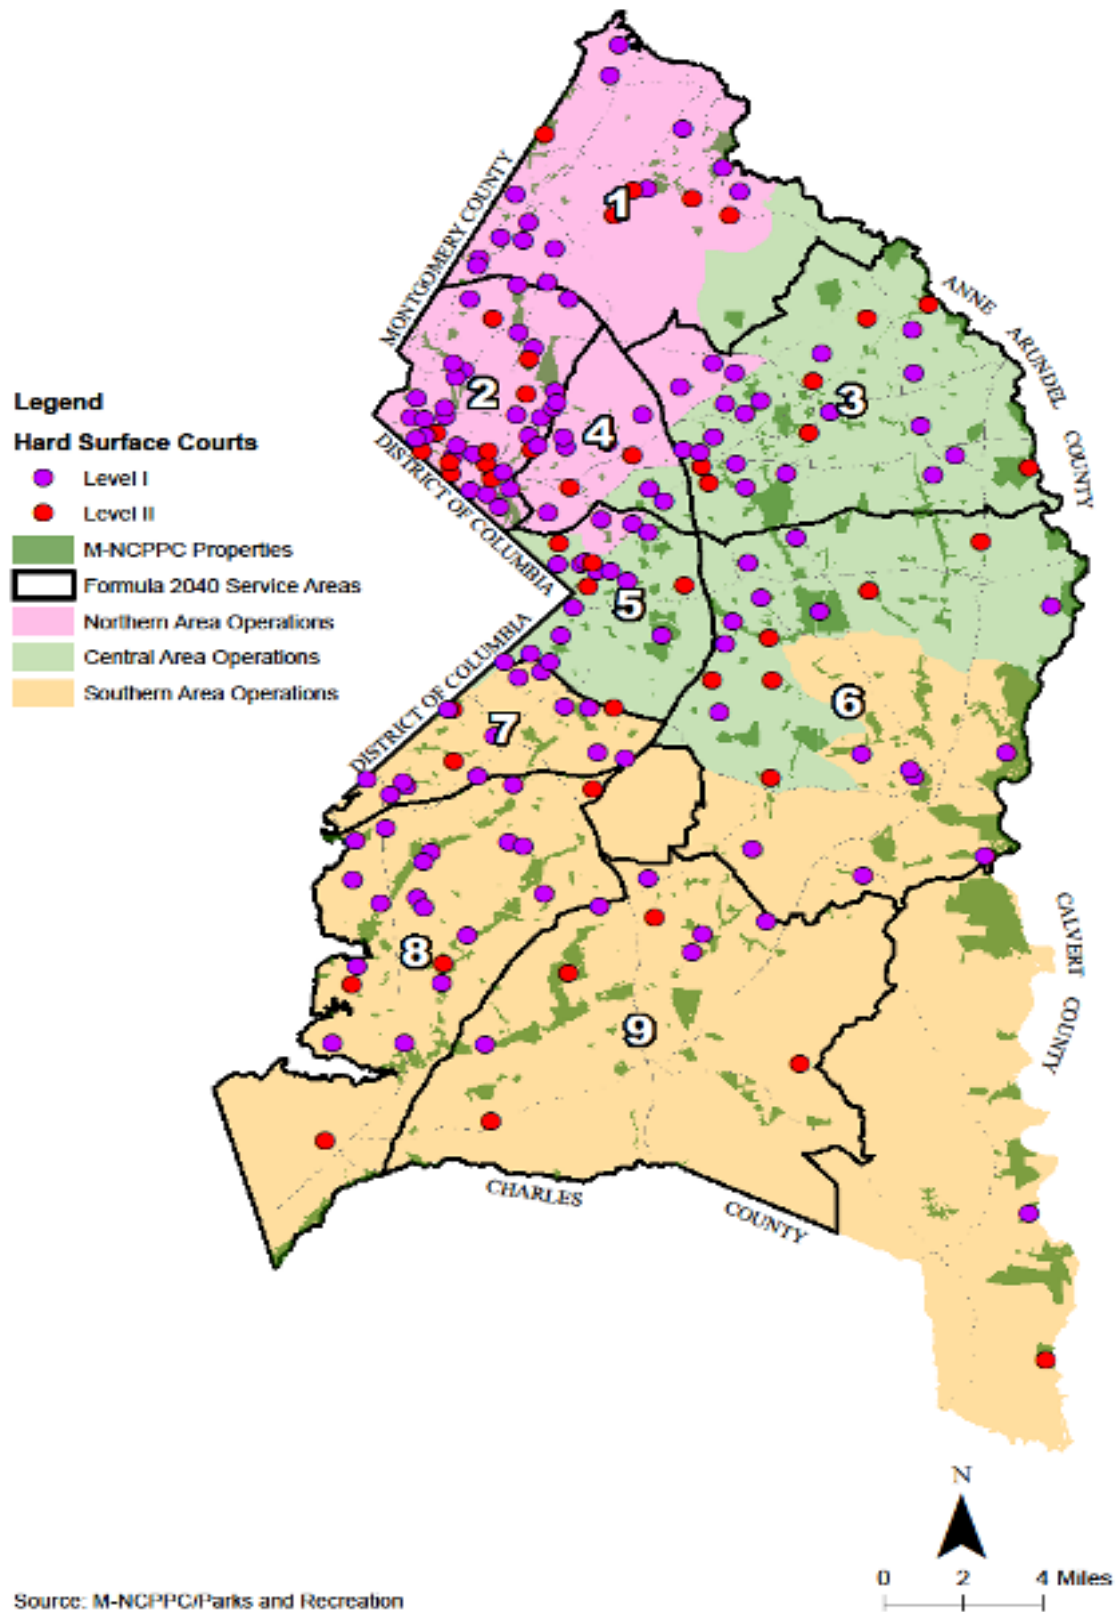 MONTGOMERY COUNTY
1
ANNE ARUNDEL COUNTY
2
3
4
Legend
Hard Surface Courts
Level I
Level II
M-NCPPC Properties
Formula 2040 Service Areas
Northern Area Operations
Central Area Operations
Southern Area Operations
DISTRICT OF COLUMBIA
5
DISTRICT OF COLUMBIA
6
7
8
CALVERT COUNTY
9
CHARLES COUNTY
N
0 2 4 Miles
Source: M-NCPPC/Parks and Recreation